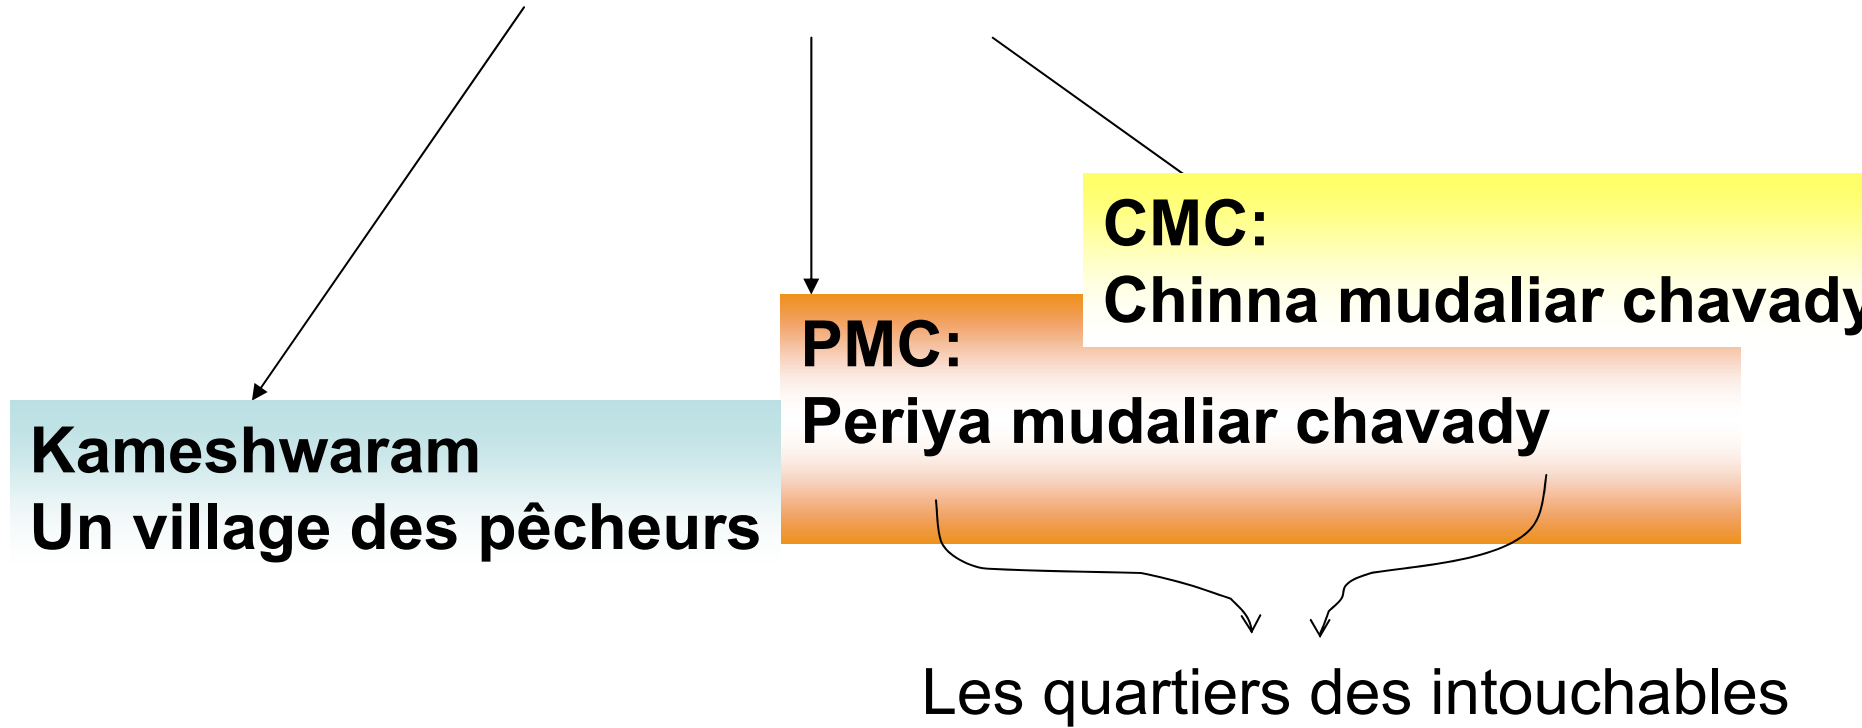 CMC:
Chinna mudaliar chavady
PMC:
Periya mudaliar chavady
Kameshwaram
Un village des pêcheurs
Les quartiers des intouchables